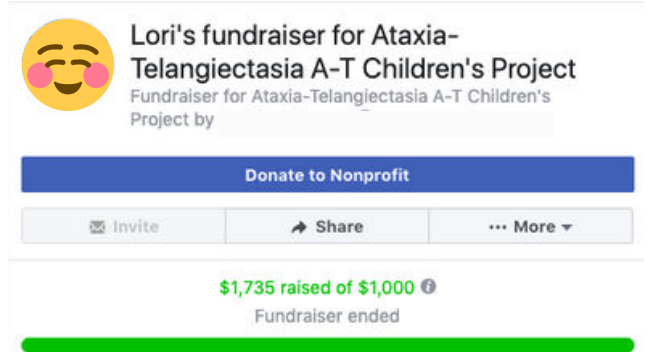 Lori's fundraiser for Ataxia-
Telangiectasia A-T Children's Project
Fundraiser for Ataxia-Telangiectasia A-T Children's
Project by
Donate to Nonprofit
Invite
Share
••• More
$1,735 raised of $1,000
Fundraiser ended